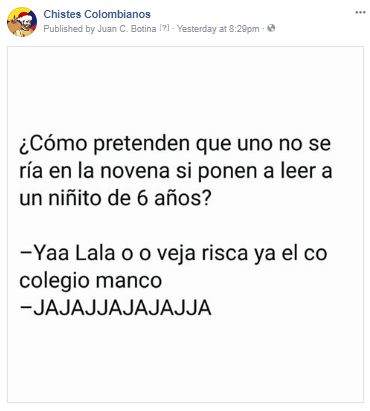 Chistes Colombianos
Published by Juan C. Botina [?] · Yesterday at 8:29pm ·
¿Cómo pretenden que uno no se
ría en la novena si ponen a leer a
un niñito de 6 años?
–Yaa Lala o o veja risca ya el co
colegio manco
–JAJAJJAJAJAJJA